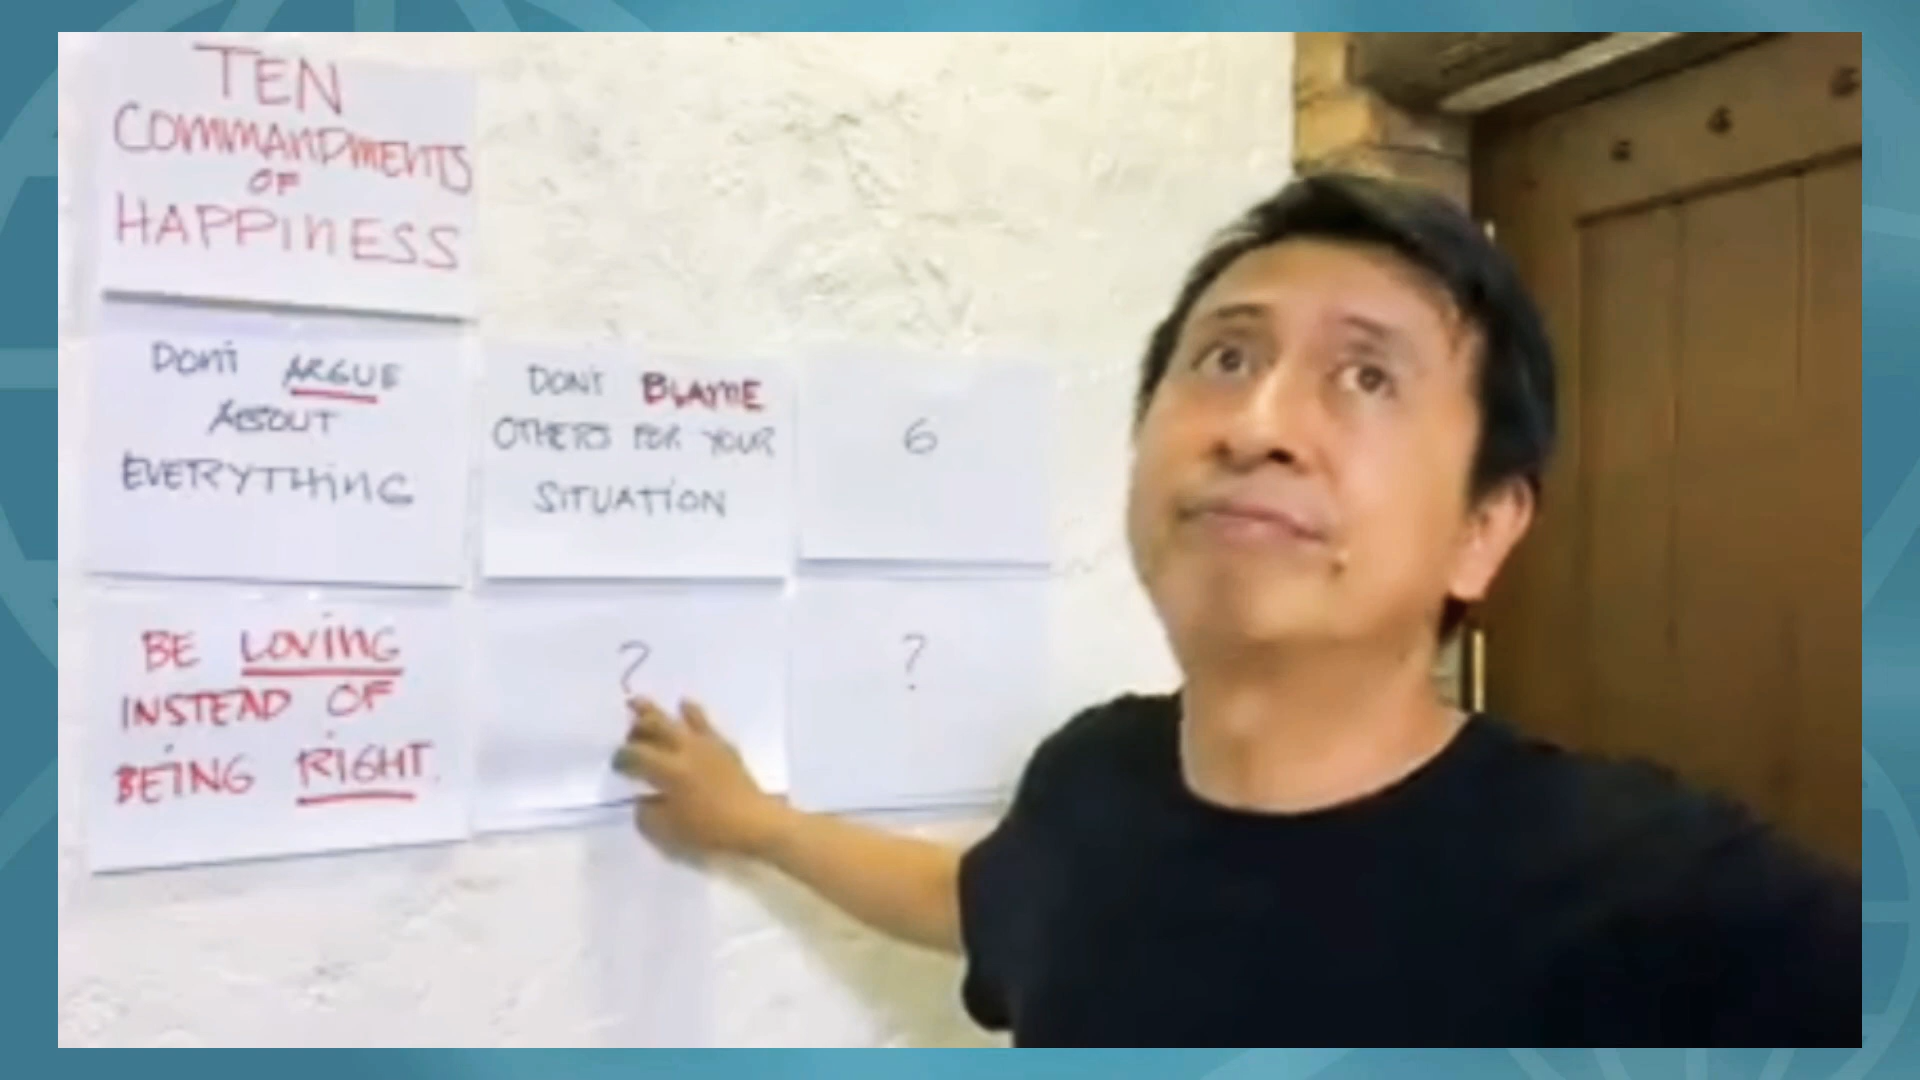 TEN
COMMANDMENTS
OF
HAPPINESS
DON'T ARGUE
ABOUT
EVERYTHING
BE LOVING
INSTEAD OF
BEING RIGHT.
DON'T BLAME
OTHERS FOR YOUR
SITUATION
?
6
?